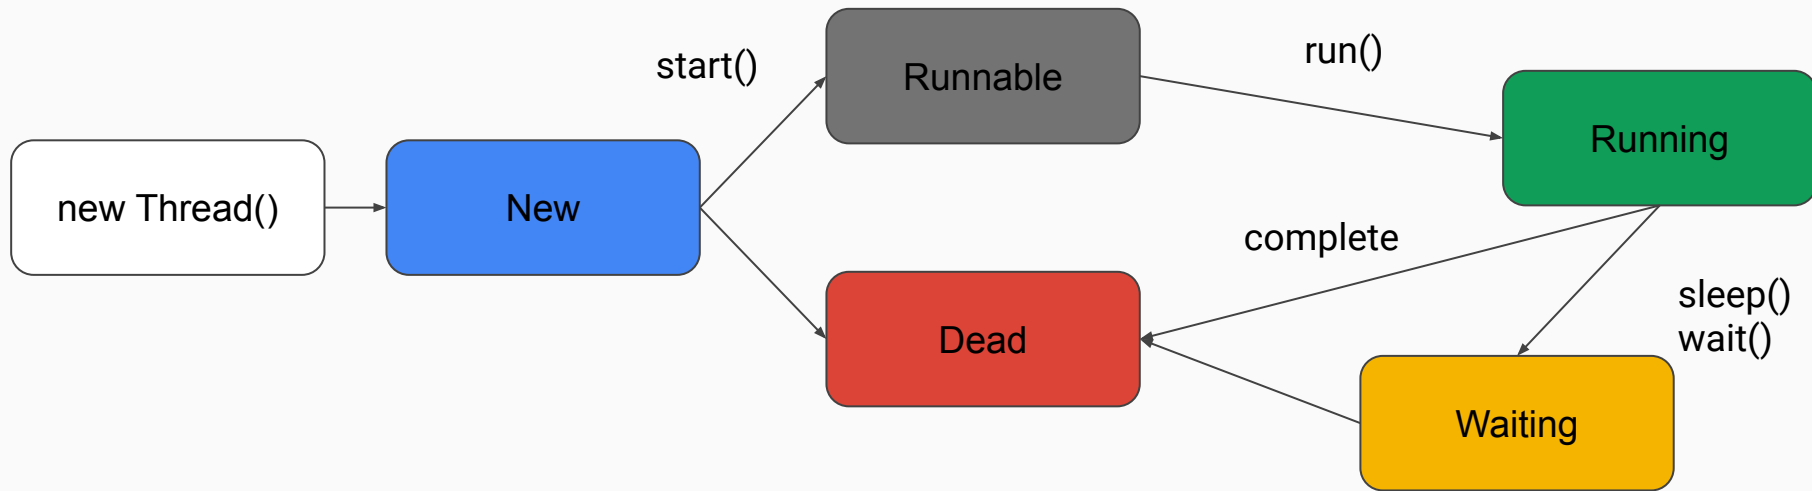 new Thread()
New
start()
Runnable
run()
Running
complete
Dead
sleep()
wait()
Waiting